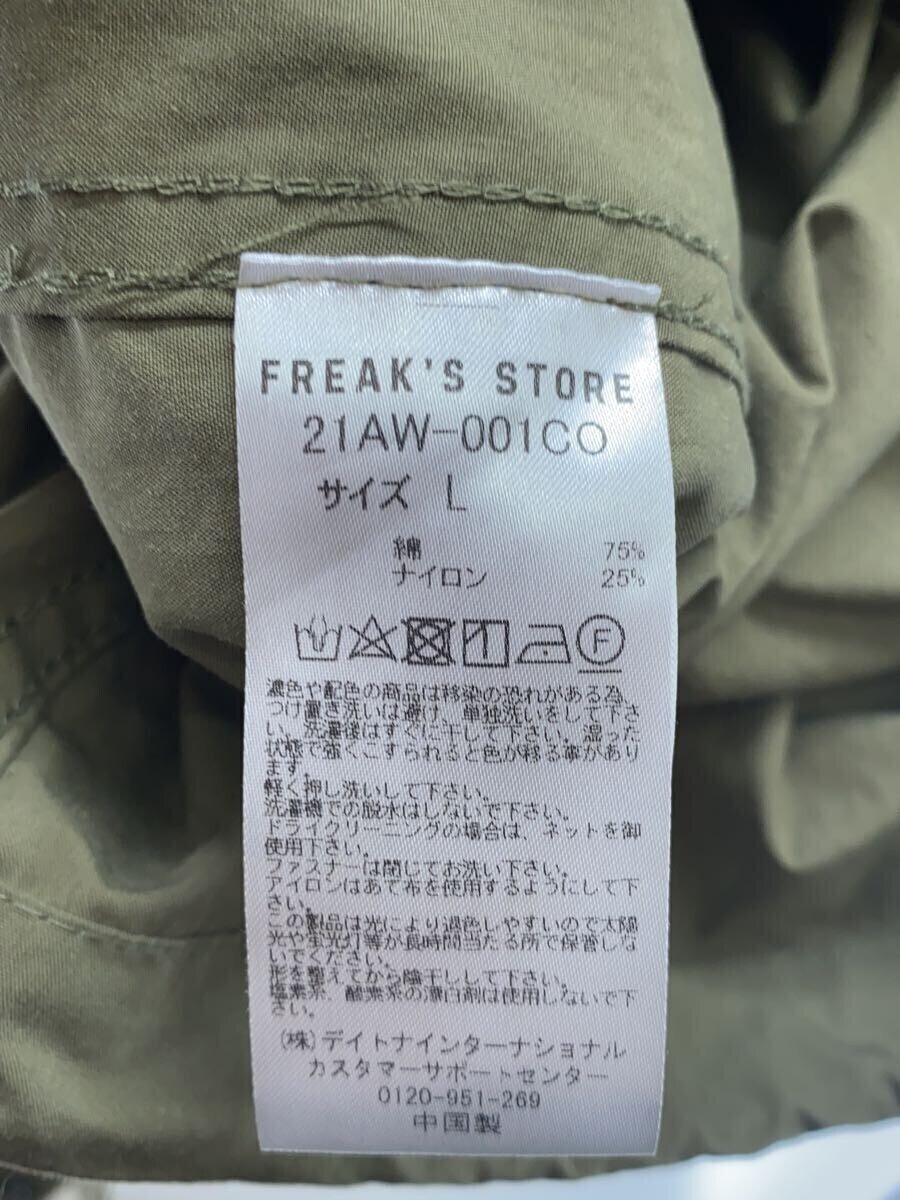 FREAK'S STORE
21AW-001CO
サイズ L
綿 75%
ナイロン 25%
F
濃色や配色の商品は移染の恐れがある為、
つけ置き洗いは避け、単独洗いをして下さ
い、洗濯後はすぐに干して下さい。湿った
状態で強くこすられると色が移る事があり
ます。
軽く押し洗いして下さい。
洗濯機での脱水はしないで下さい。
ドライクリーニングの場合は、ネットを御
使用下さい。
ファスナーは閉じてお洗い下さい。
アイロンはあて布を使用するようにして下
さい。
この製品は光により退色しやすいので太陽
光や蛍光灯等が長時間当たる所で保管しな
いでください。
形を整えてから陰干しして下さい。
塩素系、酸素系の漂白剤は使用しないで下
さい。
(株)デイトナインターナショナル
カスタマーサポートセンター
0120-951-269
中国製